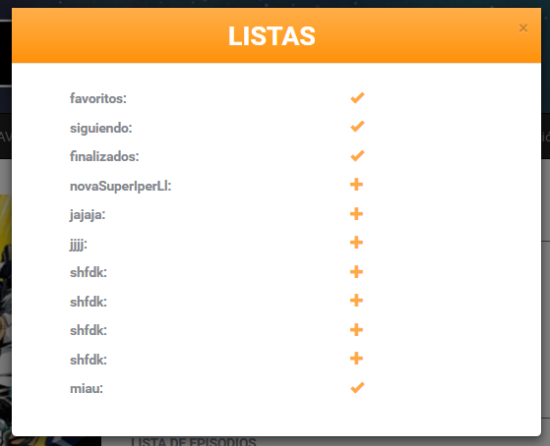 LISTAS
×
favoritos:
siguiendo:
finalizados:
novaSuperIperLl:
jajaja:
jjjj:
shfdk:
shfdk:
shfdk:
shfdk:
miau:
LISTA DE EPISODIOS